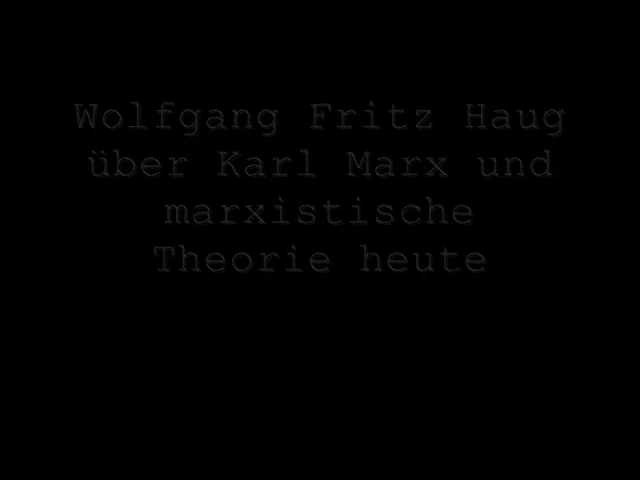 Wolfgang Fritz Haug
über Karl Marx und
marxistische
Theorie heute